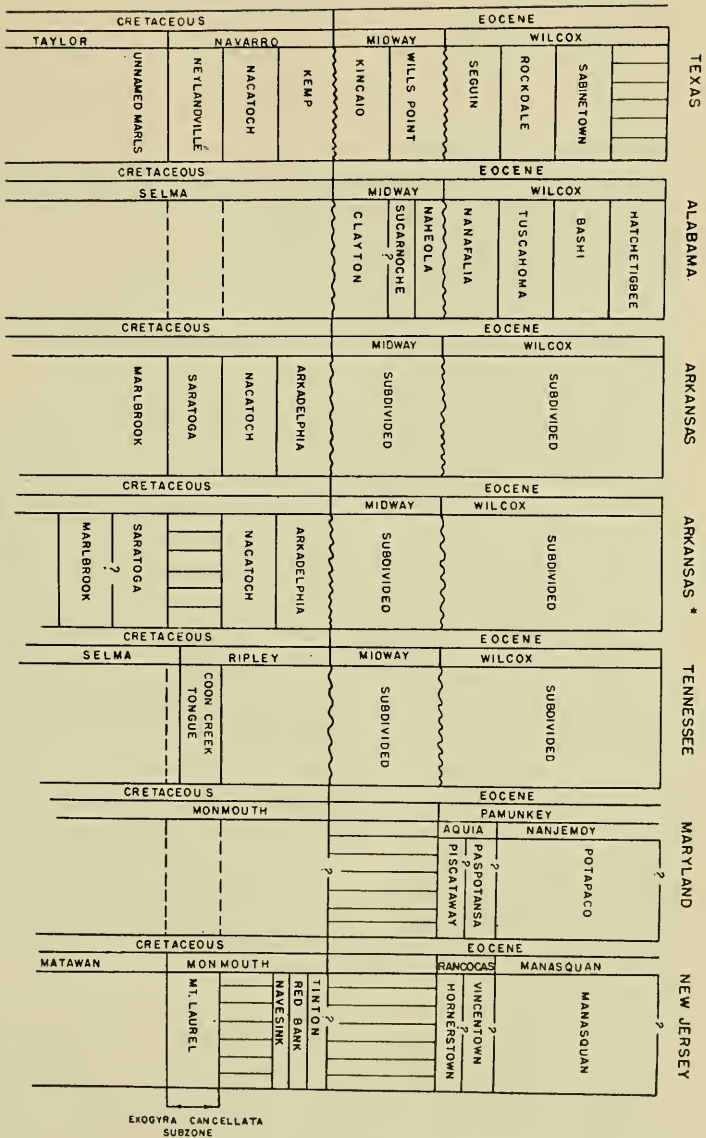 TEXAS
CRETACEOUS
EOCENE
TAYLOR
NAVARRO
MIDWAY
WILCOX
UNNAMED MARLS
NEYLANDVILLE
NACATOCH
KEMP
KINCAIO
WILLS POINT
SEGUIN
ROCKDALE
SABINETOWN
ALABAMA.
CRETACEOUS
EOCENE
SELMA
MIDWAY
WILCOX
CLAYTON
SUCARNOCHE
?
NAHEOLA
NANAFALIA
TUSCAHOMA
BASHI
HATCHETIGBEE
ARKANSAS
CRETACEOUS
EOCENE
MIDWAY
WILCOX
MARLBROOK
SARATOGA
NACATOCH
ARKADELPHIA
SUBDIVIDED
SUBDIVIDED
ARKANSAS *
CRETACEOUS
EOCENE
MIDWAY
WILCOX
MARLBROOK
?
SARATOGA
NACATOCH
ARKADELPHIA
SUBDIVIDED
SUBDIVIDED
TENNESSEE
CRETACEOUS
EOCENE
SELMA
RIPLEY
MIDWAY
WILCOX
COON CREEK
TONGUE
SUBDIVIDED
SUBDIVIDED
MARYLAND
CRETACEOUS
EOCENE
MONMOUTH
PAMUNKEY
AQUIA
NANJEMOY
?
PISCATAWAY
?
PASPOTANSA
?
POTAPACO
?
NEW JERSEY
CRETACEOUS
EOCENE
MATAWAN
MONMOUTH
RANCOCAS
MANASQUAN
MT. LAUREL
NAVESINK
RED BANK
TINTON
?
HORNERSTOWN
?
VINCENTOWN
?
MANASQUAN
?
EXOGYRA CANCELLATA
SUBZONE